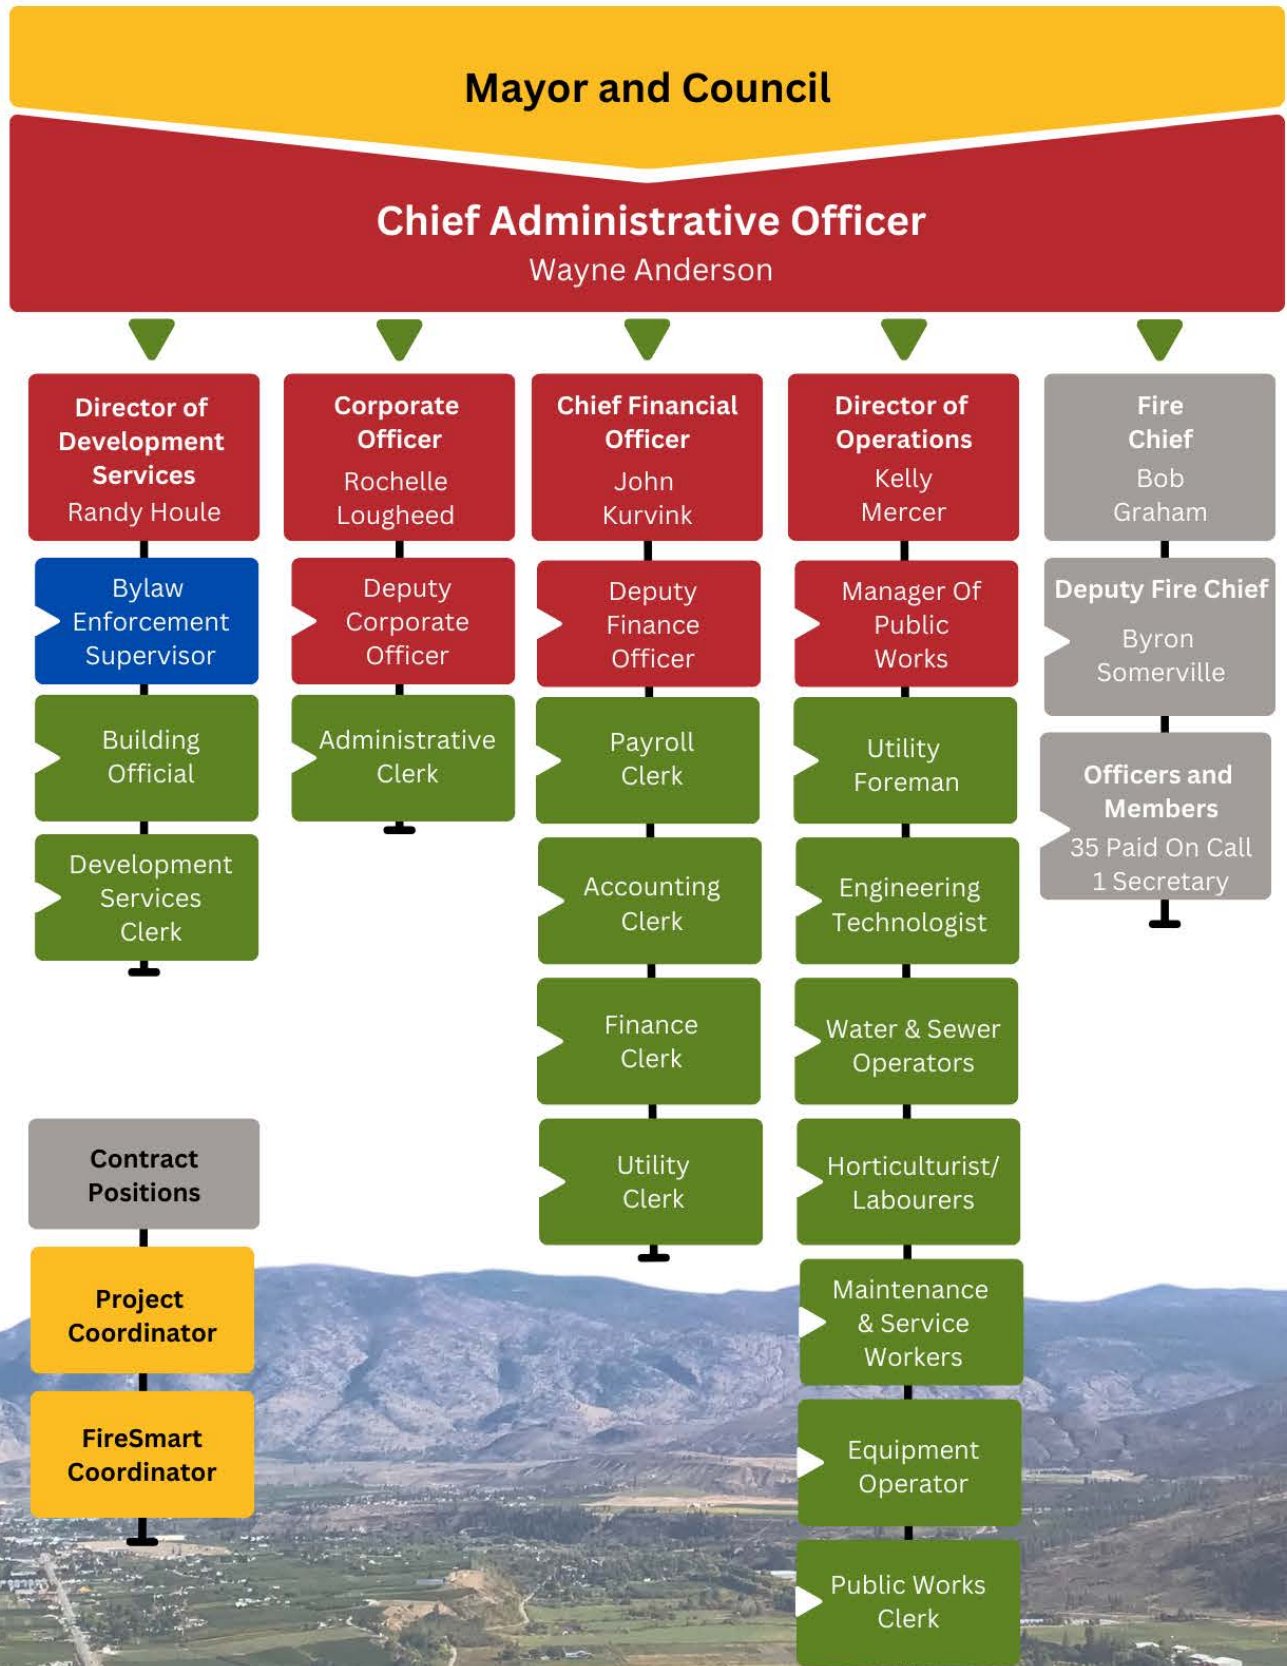 Mayor and Council
Chief Administrative Officer
Wayne Anderson
Director of
Development
Services
Randy Houle
Bylaw
Enforcement
Supervisor
Building
Official
Development
Services
Clerk
Corporate
Officer
Rochelle
Lougheed
Deputy
Corporate
Officer
Administrative
Clerk
Chief Financial
Officer
John
Kurvink
Deputy
Finance
Officer
Payroll
Clerk
Accounting
Clerk
Finance
Clerk
Utility
Clerk
Director of
Operations
Kelly
Mercer
Manager Of
Public
Works
Utility
Foreman
Engineering
Technologist
Water & Sewer
Operators
Horticulturist/
Labourers
Maintenance
& Service
Workers
Equipment
Operator
Public Works
Clerk
Fire
Chief
Bob
Graham
Deputy Fire Chief
Byron
Somerville
Officers and
Members
35 Paid On Call
1 Secretary
Contract
Positions
Project
Coordinator
FireSmart
Coordinator